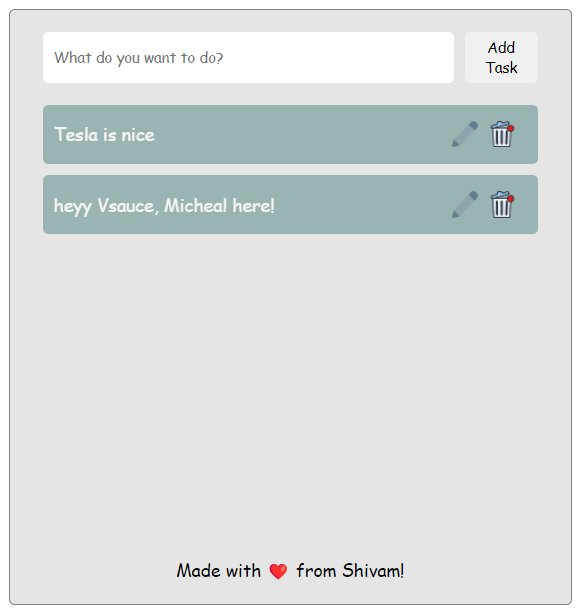 What do you want to do?
Add
Task
Tesla is nice
heyy Vsauce, Micheal here!
Made with ❤️ from Shivam!